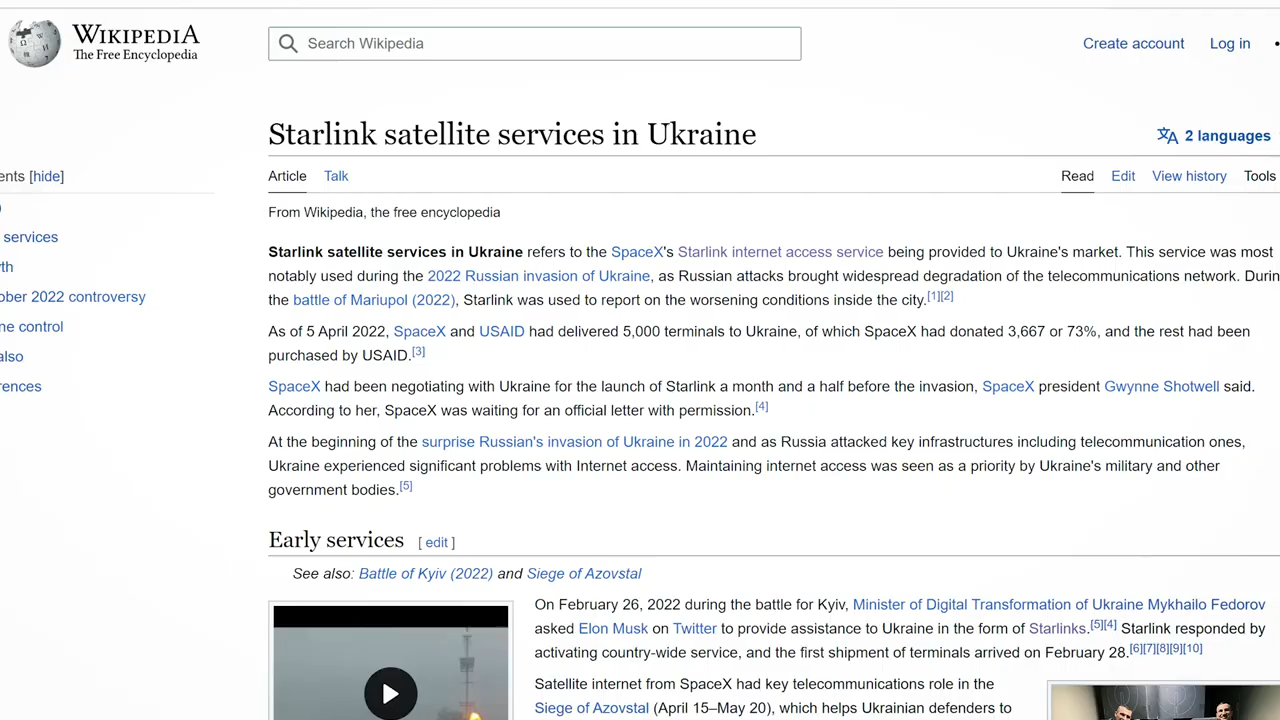 WIKIPEDIA
The Free Encyclopedia
Search Wikipedia
Create account Log in
Starlink satellite services in Ukraine
2 languages
ents [hide]
Article Talk
Read Edit View history Tools
From Wikipedia, the free encyclopedia
services
th
ober 2022 controversy
ne control
also
rences
Starlink satellite services in Ukraine refers to the SpaceX's Starlink internet access service being provided to Ukraine's market. This service was most
notably used during the 2022 Russian invasion of Ukraine, as Russian attacks brought widespread degradation of the telecommunications network. Durin
the battle of Mariupol (2022), Starlink was used to report on the worsening conditions inside the city.[1][2]
As of 5 April 2022, SpaceX and USAID had delivered 5,000 terminals to Ukraine, of which SpaceX had donated 3,667 or 73%, and the rest had been
purchased by USAID.[3]
SpaceX had been negotiating with Ukraine for the launch of Starlink a month and a half before the invasion, SpaceX president Gwynne Shotwell said.
According to her, SpaceX was waiting for an official letter with permission.[4]
At the beginning of the surprise Russian's invasion of Ukraine in 2022 and as Russia attacked key infrastructures including telecommunication ones,
Ukraine experienced significant problems with Internet access. Maintaining internet access was seen as a priority by Ukraine's military and other
government bodies.[5]
Early services [ edit ]
See also: Battle of Kyiv (2022) and Siege of Azovstal
On February 26, 2022 during the battle for Kyiv, Minister of Digital Transformation of Ukraine Mykhailo Fedorov
asked Elon Musk on Twitter to provide assistance to Ukraine in the form of Starlinks.[5][4] Starlink responded by
activating country-wide service, and the first shipment of terminals arrived on February 28.[6][7][8][9][10]
Satellite internet from SpaceX had key telecommunications role in the
Siege of Azovstal (April 15–May 20), which helps Ukrainian defenders to